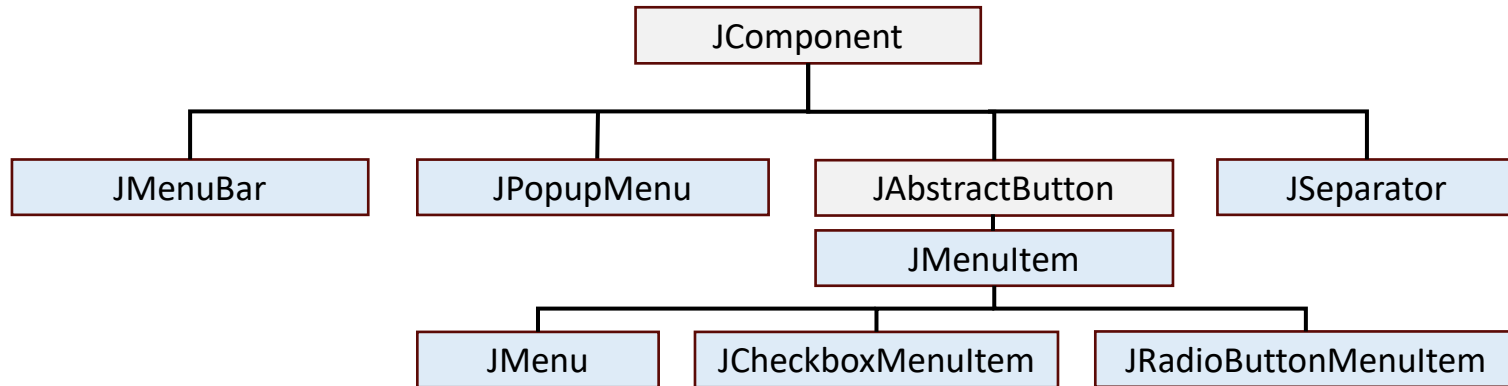 JComponent
JMenuBar
JPopupMenu
JAbstractButton
JSeparator
JMenuItem
JMenu
JCheckboxMenuItem
JRadioButtonMenuItem